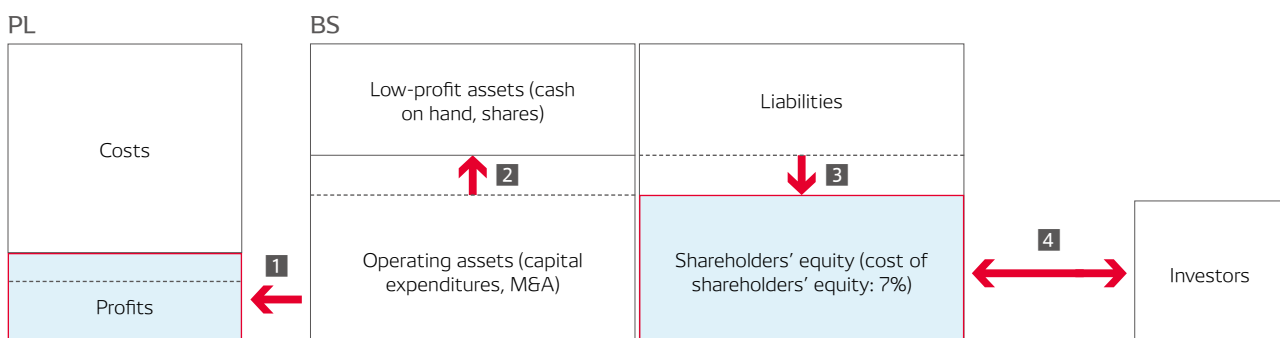 PL
BS
Costs
Profits
1
Low-profit assets (cash
on hand, shares)
2
Operating assets (capital
expenditures, M&A)
Liabilities
3
Shareholders’ equity (cost of
shareholders’ equity: 7%)
4
Investors